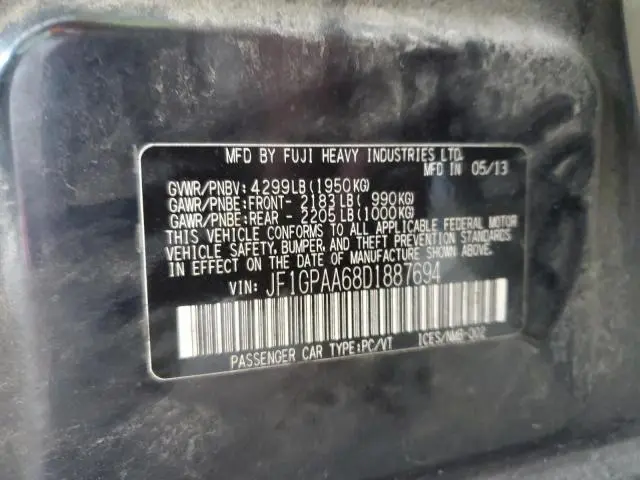 MFD BY FUJI HEAVY INDUSTRIES LTD.
MFD IN 05/13
GVWR/PNBV: 4299LB(1950KG)
GAWR/PNBE:FRONT- 2183LB( 990KG)
GAWR/PNBE:REAR - 2205LB(1000KG)
THIS VEHICLE CONFORMS TO ALL APPLICABLE FEDERAL MOTOR
VEHICLE SAFETY, BUMPER, AND THEFT PREVENTION STANDARDS
IN EFFECT ON THE DATE OF MANUFACTURE SHOWN ABOVE.
VIN: JF1GPAA68D1887694
PASSENGER CAR TYPE:PC/VT ICES/NMB-002